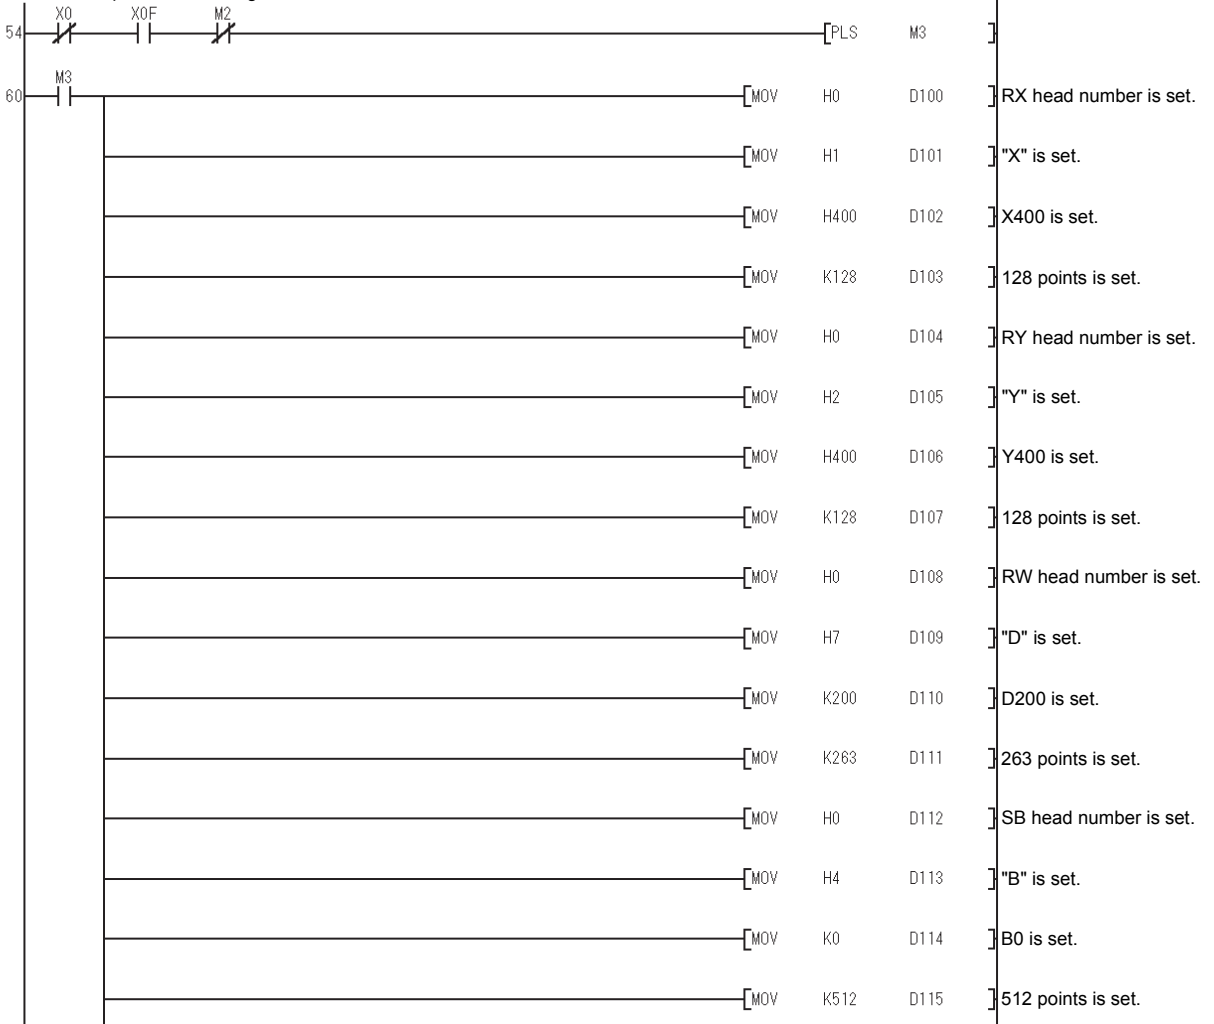 X0 X0F M2
54 [PLS M3 ]
M3
60 [MOV H0 D100 ] RX head number is set.
[MOV H1 D101 ] "X" is set.
[MOV H400 D102 ] X400 is set.
[MOV K128 D103 ] 128 points is set.
[MOV H0 D104 ] RY head number is set.
[MOV H2 D105 ] "Y" is set.
[MOV H400 D106 ] Y400 is set.
[MOV K128 D107 ] 128 points is set.
[MOV H0 D108 ] RW head number is set.
[MOV H7 D109 ] "D" is set.
[MOV K200 D110 ] D200 is set.
[MOV K263 D111 ] 263 points is set.
[MOV H0 D112 ] SB head number is set.
[MOV H4 D113 ] "B" is set.
[MOV K0 D114 ] B0 is set.
[MOV K512 D115 ] 512 points is set.